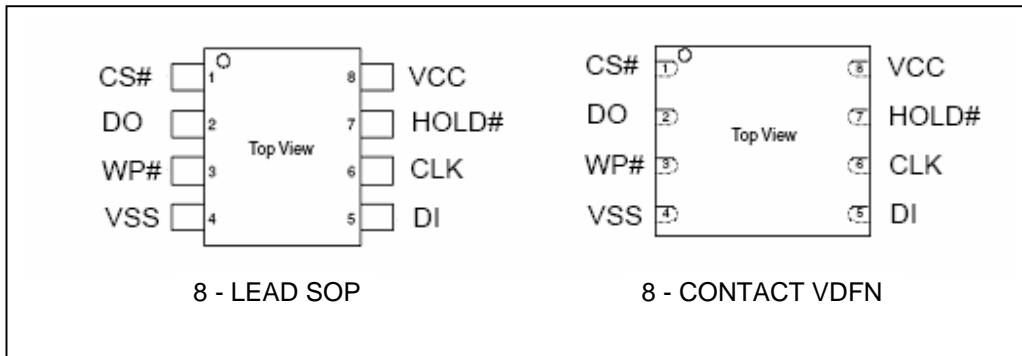 CS# 1 8 VCC
DO 2 7 HOLD#
Top View
WP# 3 6 CLK
VSS 4 5 DI
8 - LEAD SOP
CS# 1 8 VCC
DO 2 7 HOLD#
Top View
WP# 3 6 CLK
VSS 4 5 DI
8 - CONTACT VDFN